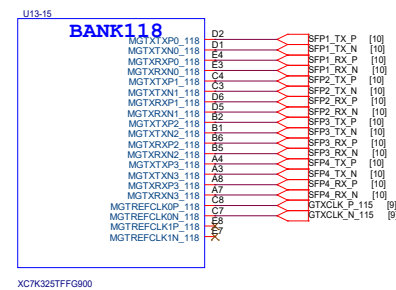 U13-15
BANK118
MGTXTXP0_118 D2 SFP1_TX_P [10]
MGTXTXN0_118 D1 SFP1_TX_N [10]
MGTXRXP0_118 E4 SFP1_RX_P [10]
MGTXRXN0_118 E3 SFP1_RX_N [10]
MGTXTXP1_118 C4 SFP2_TX_P [10]
MGTXTXN1_118 C3 SFP2_TX_N [10]
MGTXRXP1_118 D6 SFP2_RX_P [10]
MGTXRXN1_118 D5 SFP2_RX_N [10]
MGTXTXP2_118 B2 SFP3_TX_P [10]
MGTXTXN2_118 B1 SFP3_TX_N [10]
MGTXRXP2_118 B6 SFP3_RX_P [10]
MGTXRXN2_118 B5 SFP3_RX_N [10]
MGTXTXP3_118 A4 SFP4_TX_P [10]
MGTXTXN3_118 A3 SFP4_TX_N [10]
MGTXRXP3_118 A8 SFP4_RX_P [10]
MGTXRXN3_118 A7 SFP4_RX_N [10]
MGTREFCLK0P_118 C8 GTXCLK_P_115 [9]
MGTREFCLK0N_118 C7 GTXCLK_N_115 [9]
MGTREFCLK1P_118 E8
MGTREFCLK1N_118 E7
XC7K325TFFG900